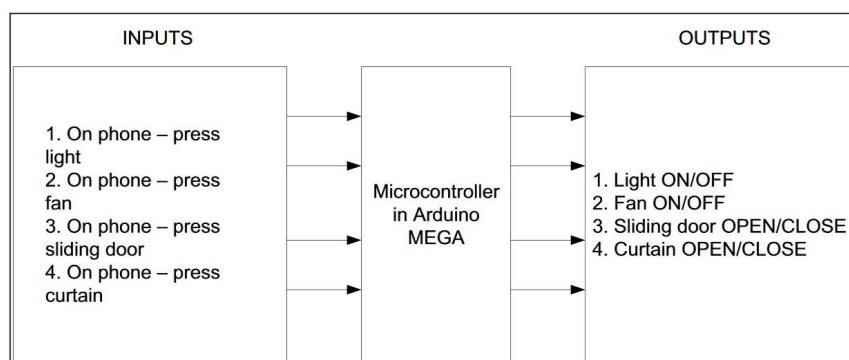 INPUTS
OUTPUTS
1. On phone – press
light
2. On phone – press
fan
3. On phone – press
sliding door
4. On phone – press
curtain
Microcontroller
in Arduino
MEGA
1. Light ON/OFF
2. Fan ON/OFF
3. Sliding door OPEN/CLOSE
4. Curtain OPEN/CLOSE